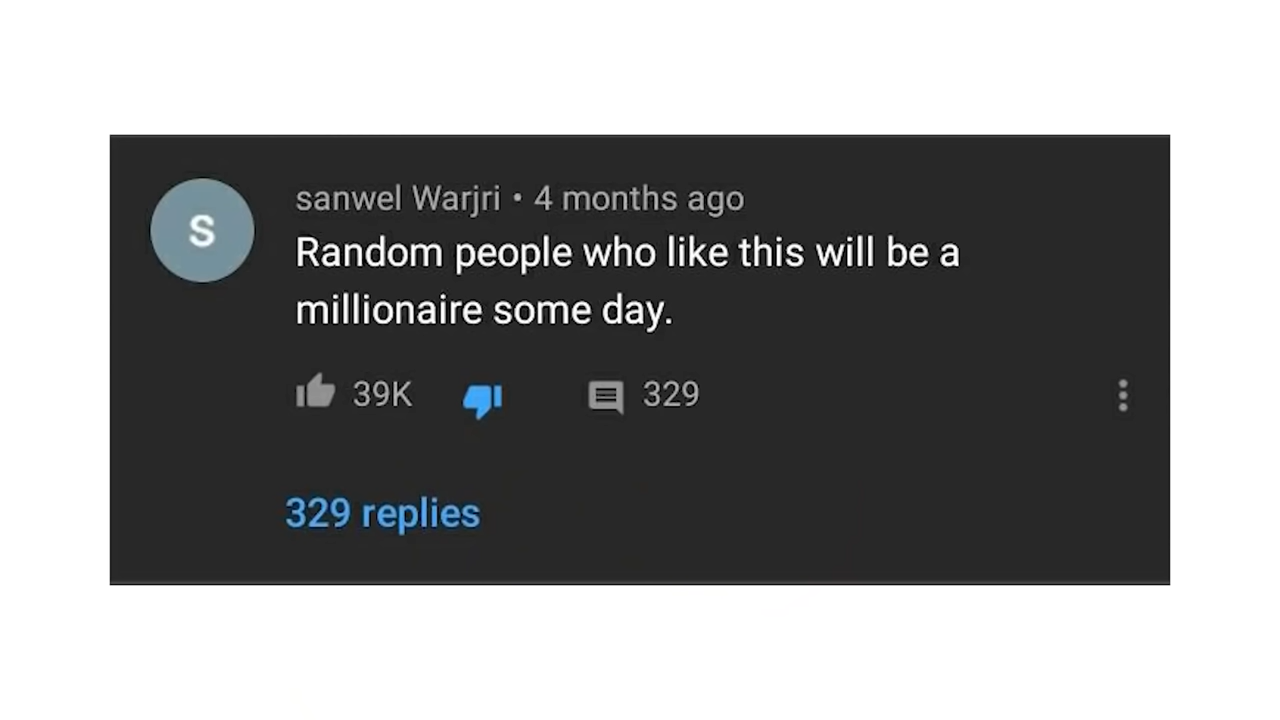 S
sanwel Warjri • 4 months ago
Random people who like this will be a
millionaire some day.
39K 329
329 replies